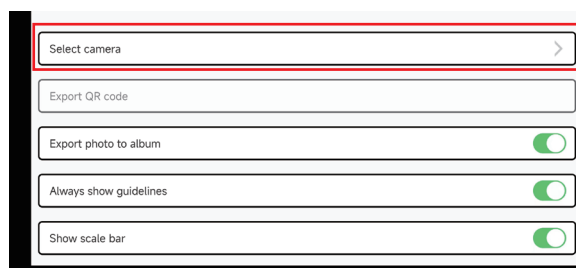 Select camera
Export QR code
Export photo to album
Always show guidelines
Show scale bar